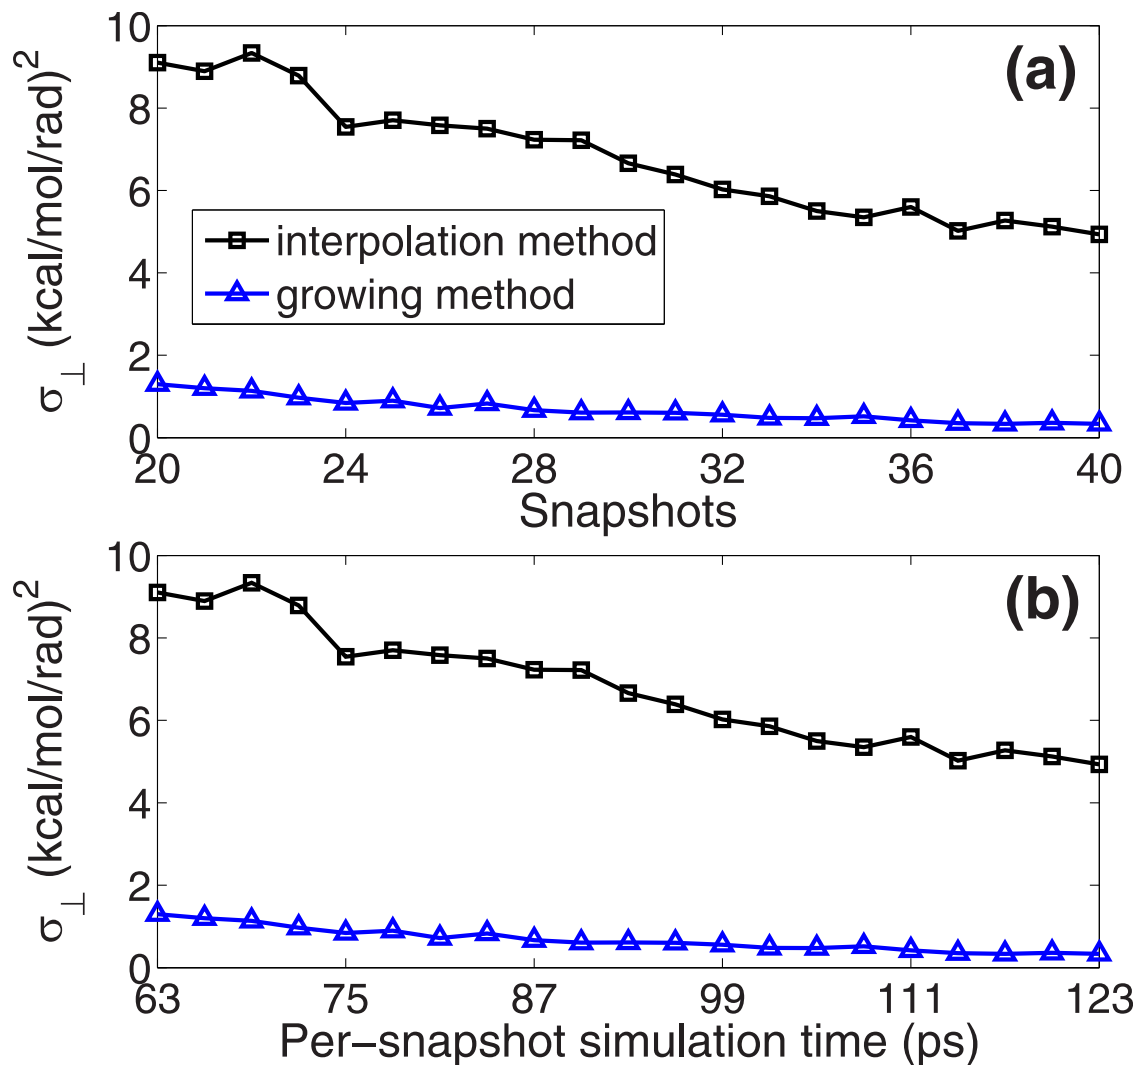 10
8
6
4
2
0
σ⊥ (kcal/mol/rad)²
(a)
interpolation method
growing method
20 24 28 32 36 40
Snapshots
10
8
6
4
2
0
σ⊥ (kcal/mol/rad)²
(b)
63 75 87 99 111 123
Per−snapshot simulation time (ps)